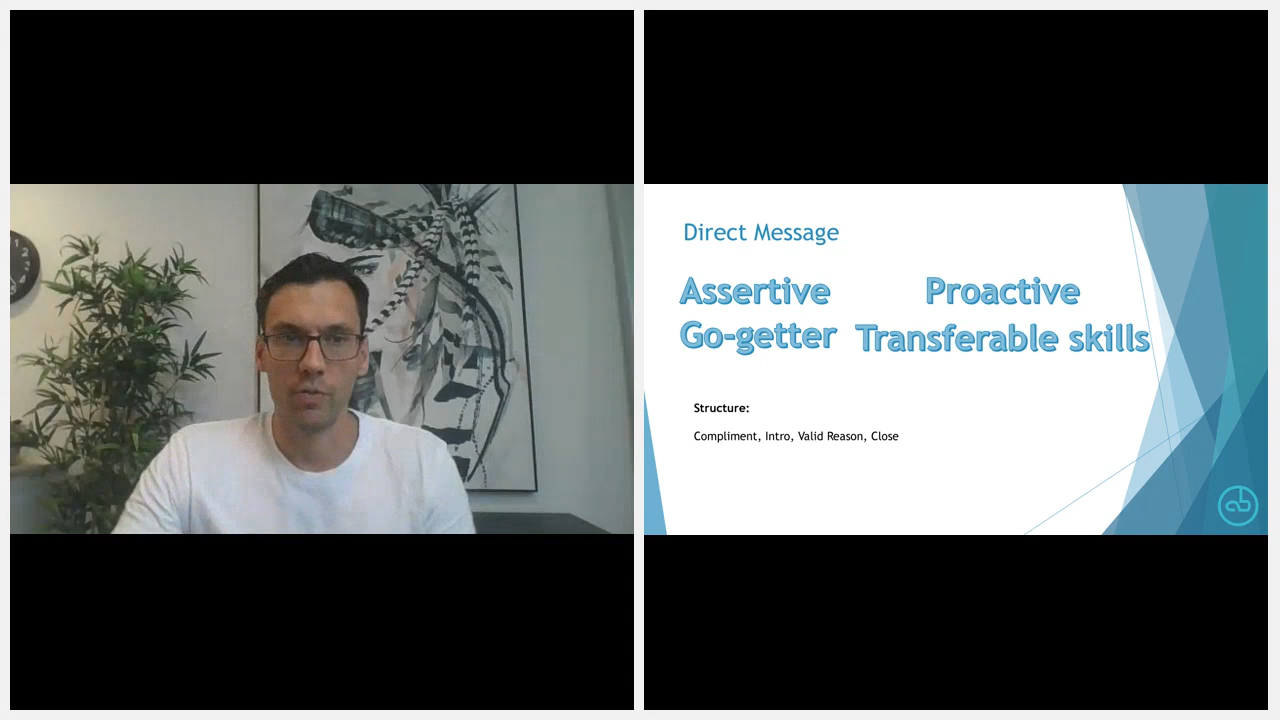 Direct Message
Assertive
Proactive
Go-getter
Transferable skills
Structure:
Compliment, Intro, Valid Reason, Close